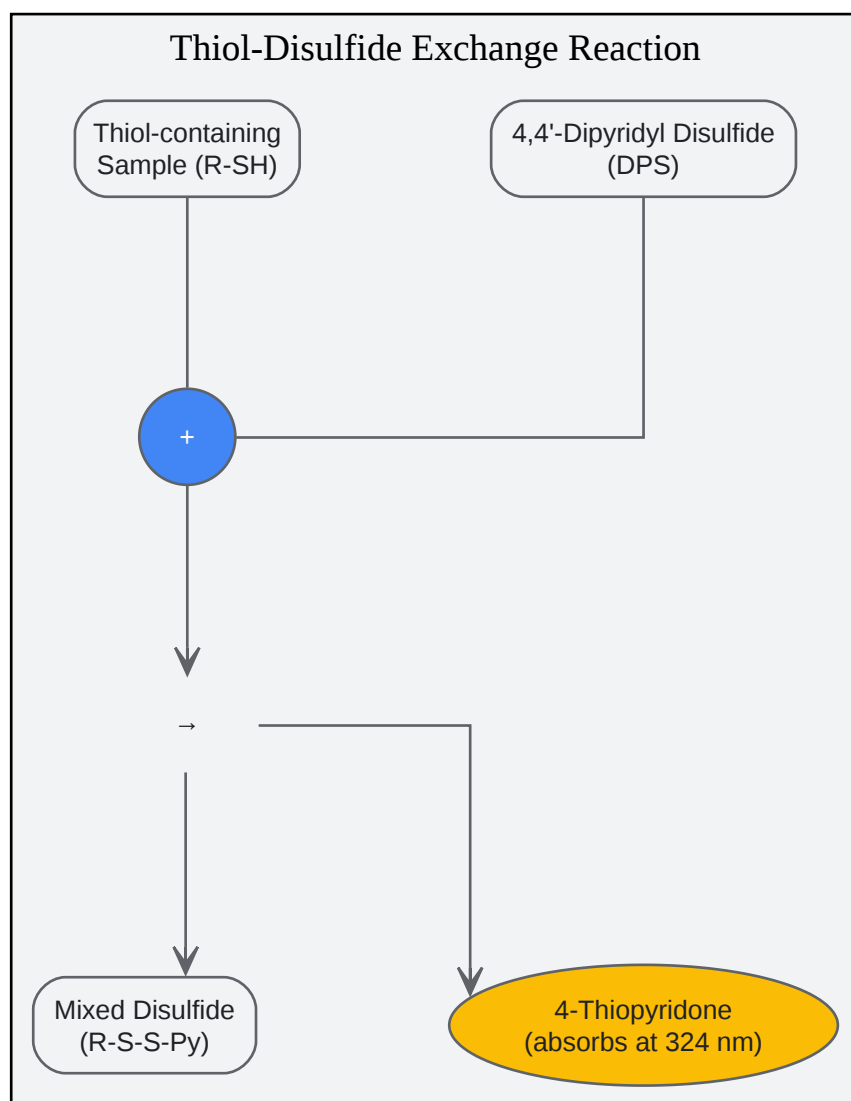 Thiol-Disulfide Exchange Reaction
Thiol-containing
Sample (R-SH)
4,4'-Dipyridyl Disulfide
(DPS)
+
→
Mixed Disulfide
(R-S-S-Py)
4-Thiopyridone
(absorbs at 324 nm)